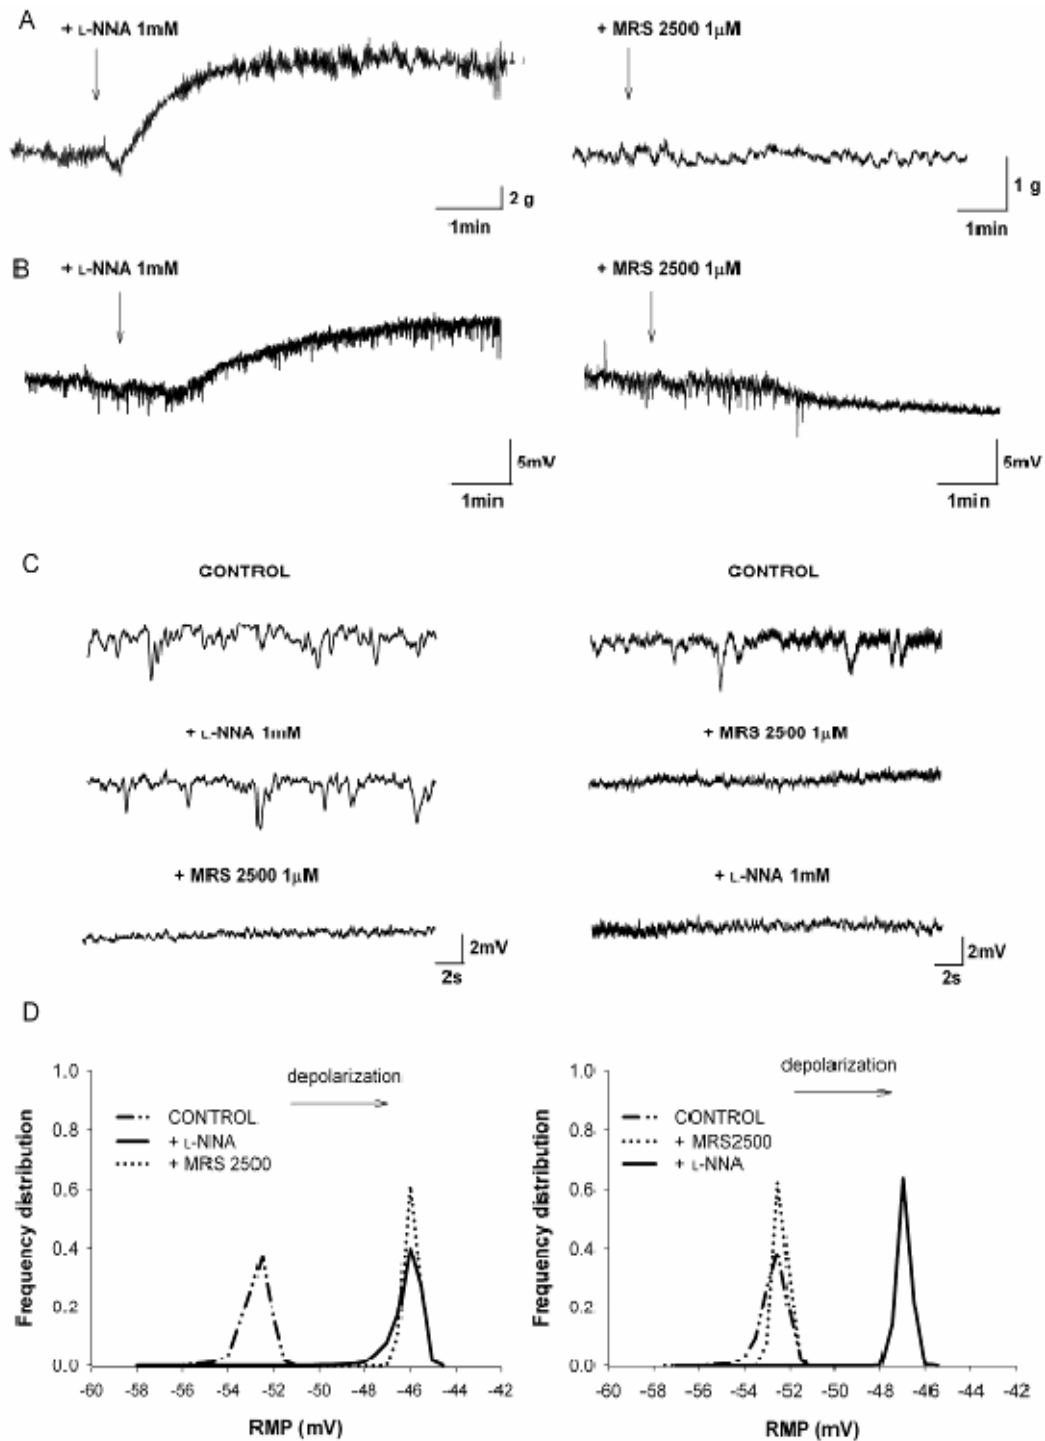 A
+ L-NNA 1mM
+ MRS 2500 1µM
2 g
1min
1 g
1min
B
+ L-NNA 1mM
+ MRS 2500 1µM
5mV
1min
5mV
1min
C
CONTROL
CONTROL
+ L-NNA 1mM
+ MRS 2500 1µM
+ MRS 2500 1µM
+ L-NNA 1mM
2mV
2s
2mV
2s
D
Frequency distribution
1.0
0.8
0.6
0.4
0.2
0.0
depolarization
CONTROL
+ L-NNA
+ MRS 2500
-60 -58 -56 -54 -52 -50 -48 -46 -44 -42
RMP (mV)
Frequency distribution
1.0
0.8
0.6
0.4
0.2
0.0
depolarization
CONTROL
+ MRS2500
+ L-NNA
-60 -58 -56 -54 -52 -50 -48 -46 -44 -42
RMP (mV)